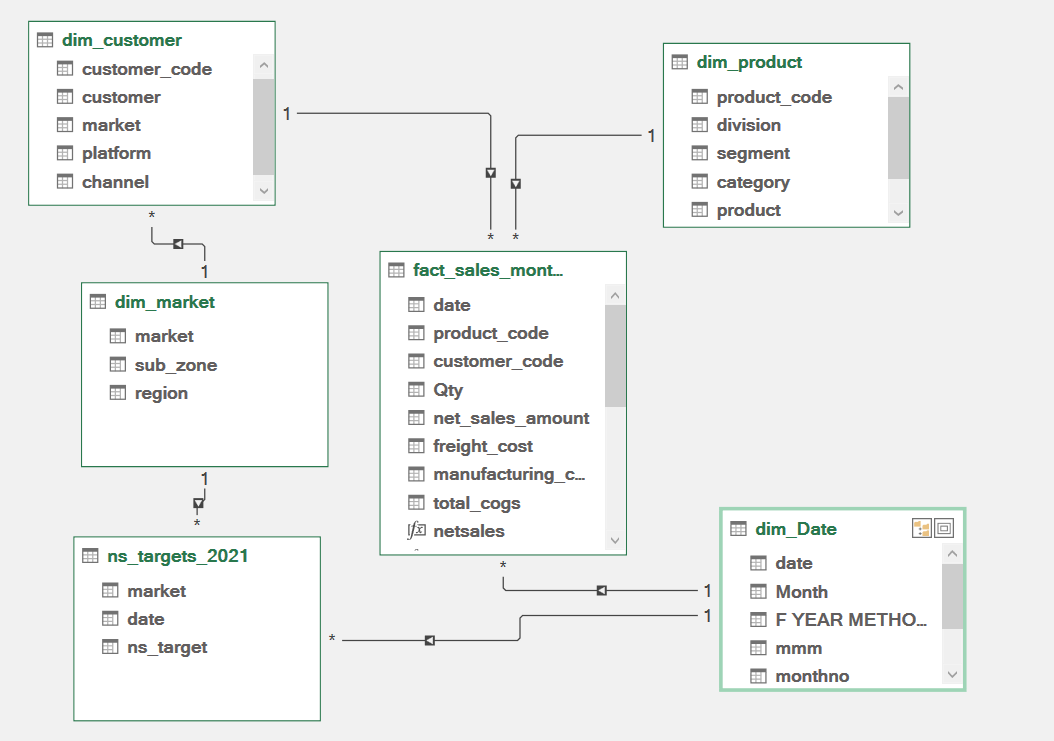 dim_customer
customer_code
customer
market
platform
channel
1
*
dim_product
product_code
division
segment
category
product
1
*
*
1
dim_market
market
sub_zone
region
1
*
fact_sales_mont...
date
product_code
customer_code
Qty
net_sales_amount
freight_cost
manufacturing_c...
total_cogs
fx netsales
*
ns_targets_2021
market
date
ns_target
*
dim_Date
date
Month
F YEAR METHO...
mmm
monthno
1
1